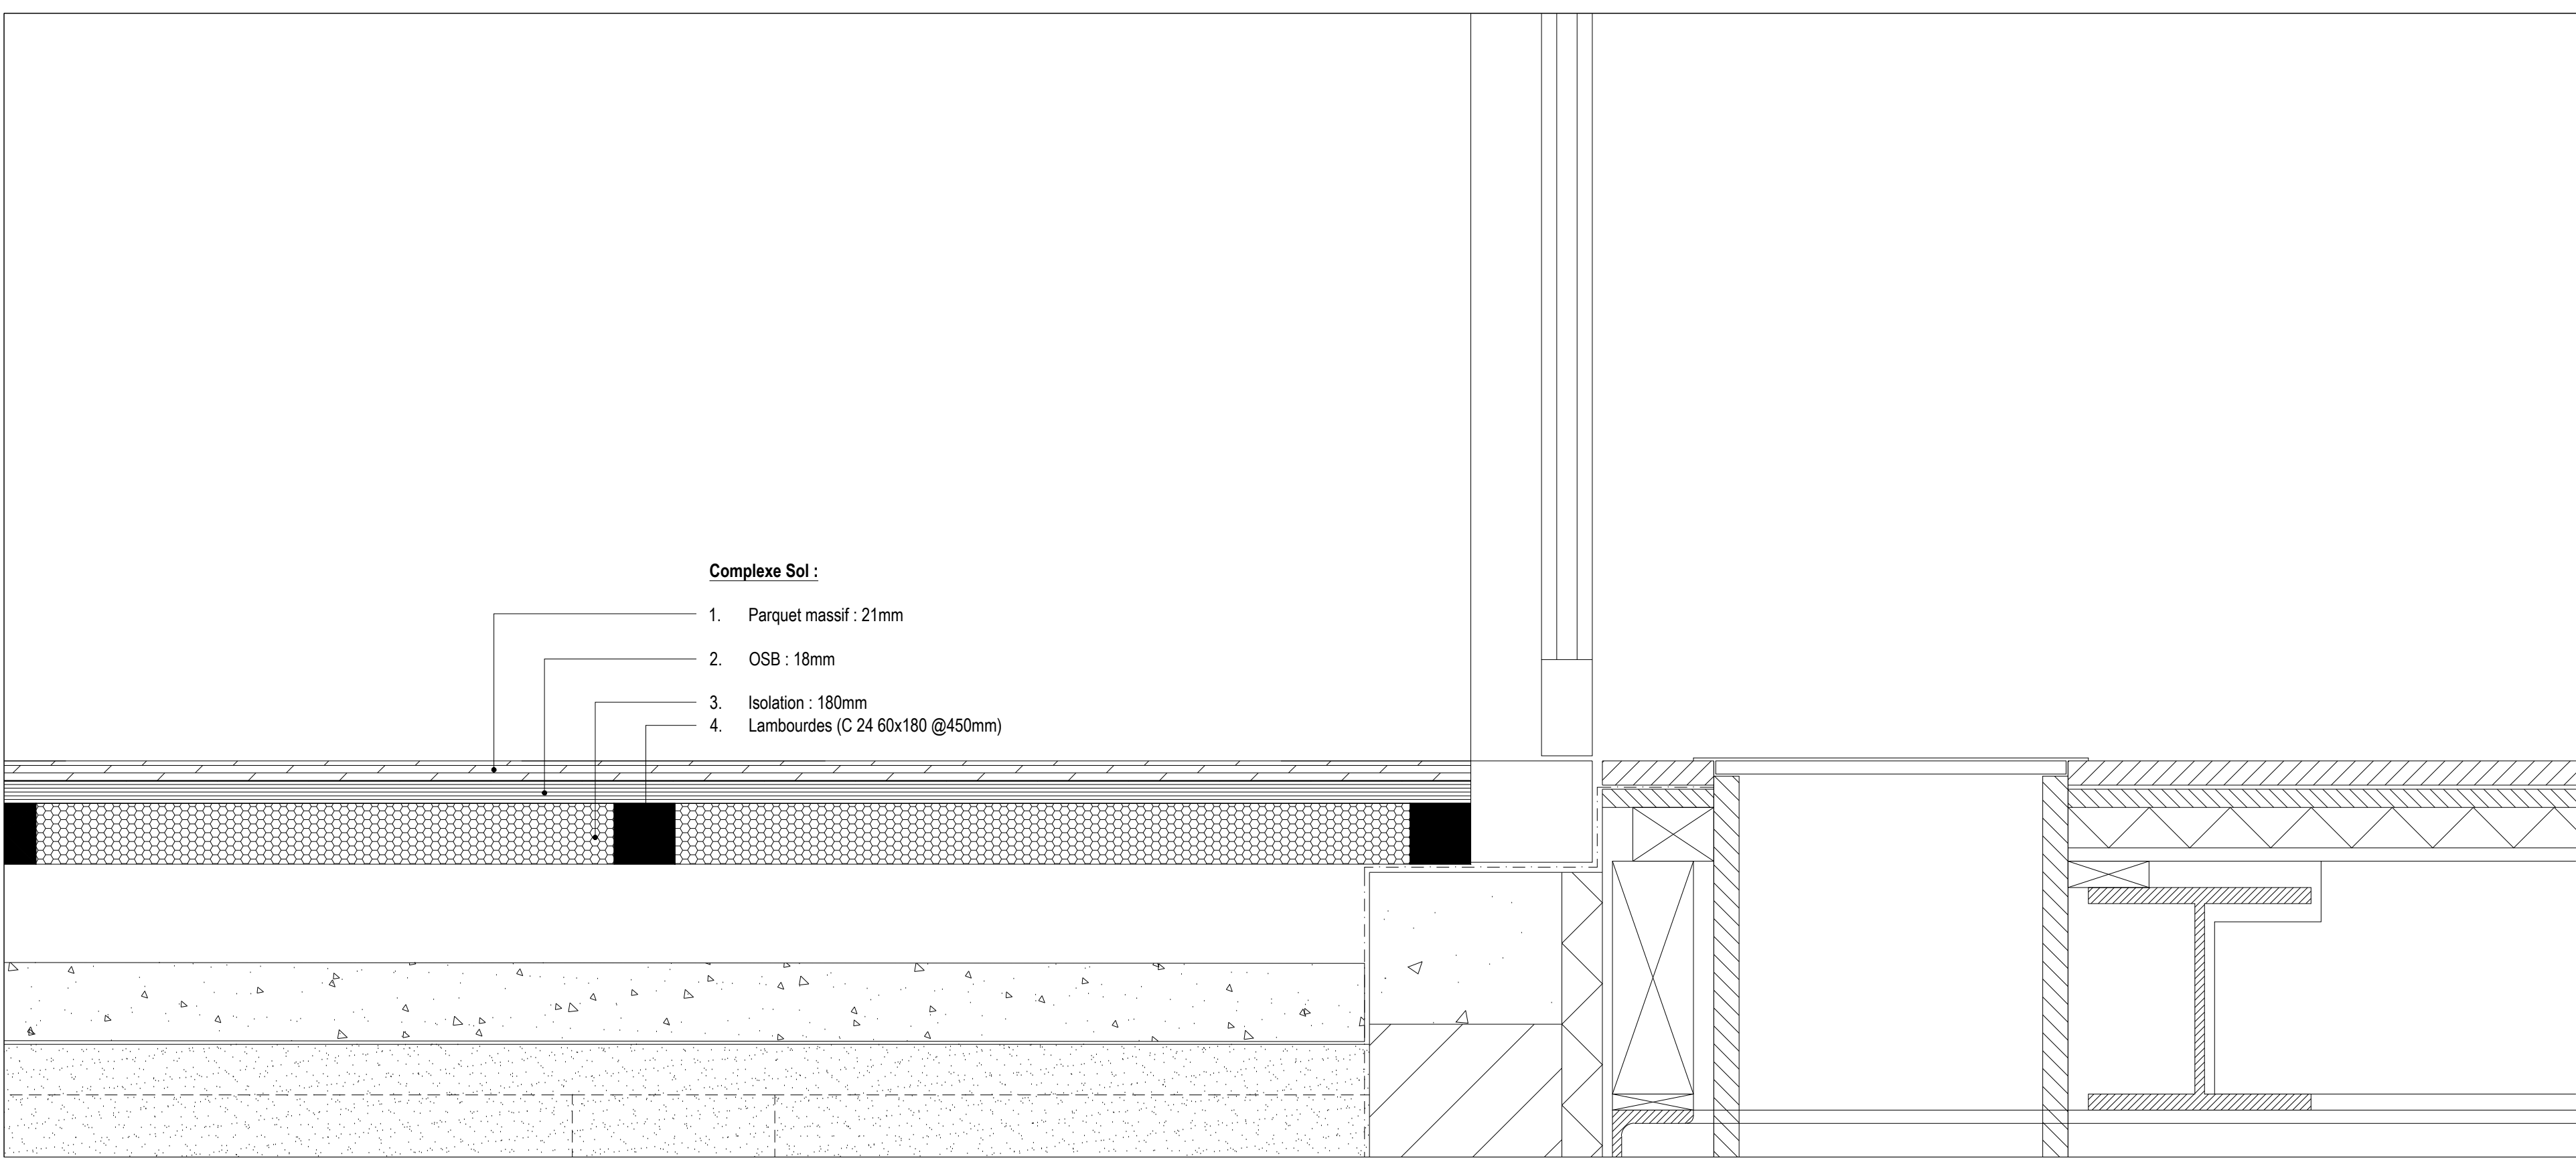 Complexe Sol :
1. Parquet massif : 21mm
2. OSB : 18mm
3. Isolation : 180mm
4. Lambourdes (C 24 60x180 @450mm)